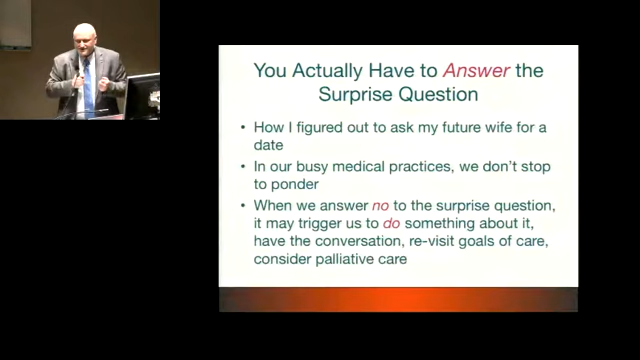 You Actually Have to Answer the
Surprise Question
• How I figured out to ask my future wife for a
date
• In our busy medical practices, we don't stop
to ponder
• When we answer no to the surprise question,
it may trigger us to do something about it,
have the conversation, re-visit goals of care,
consider palliative care